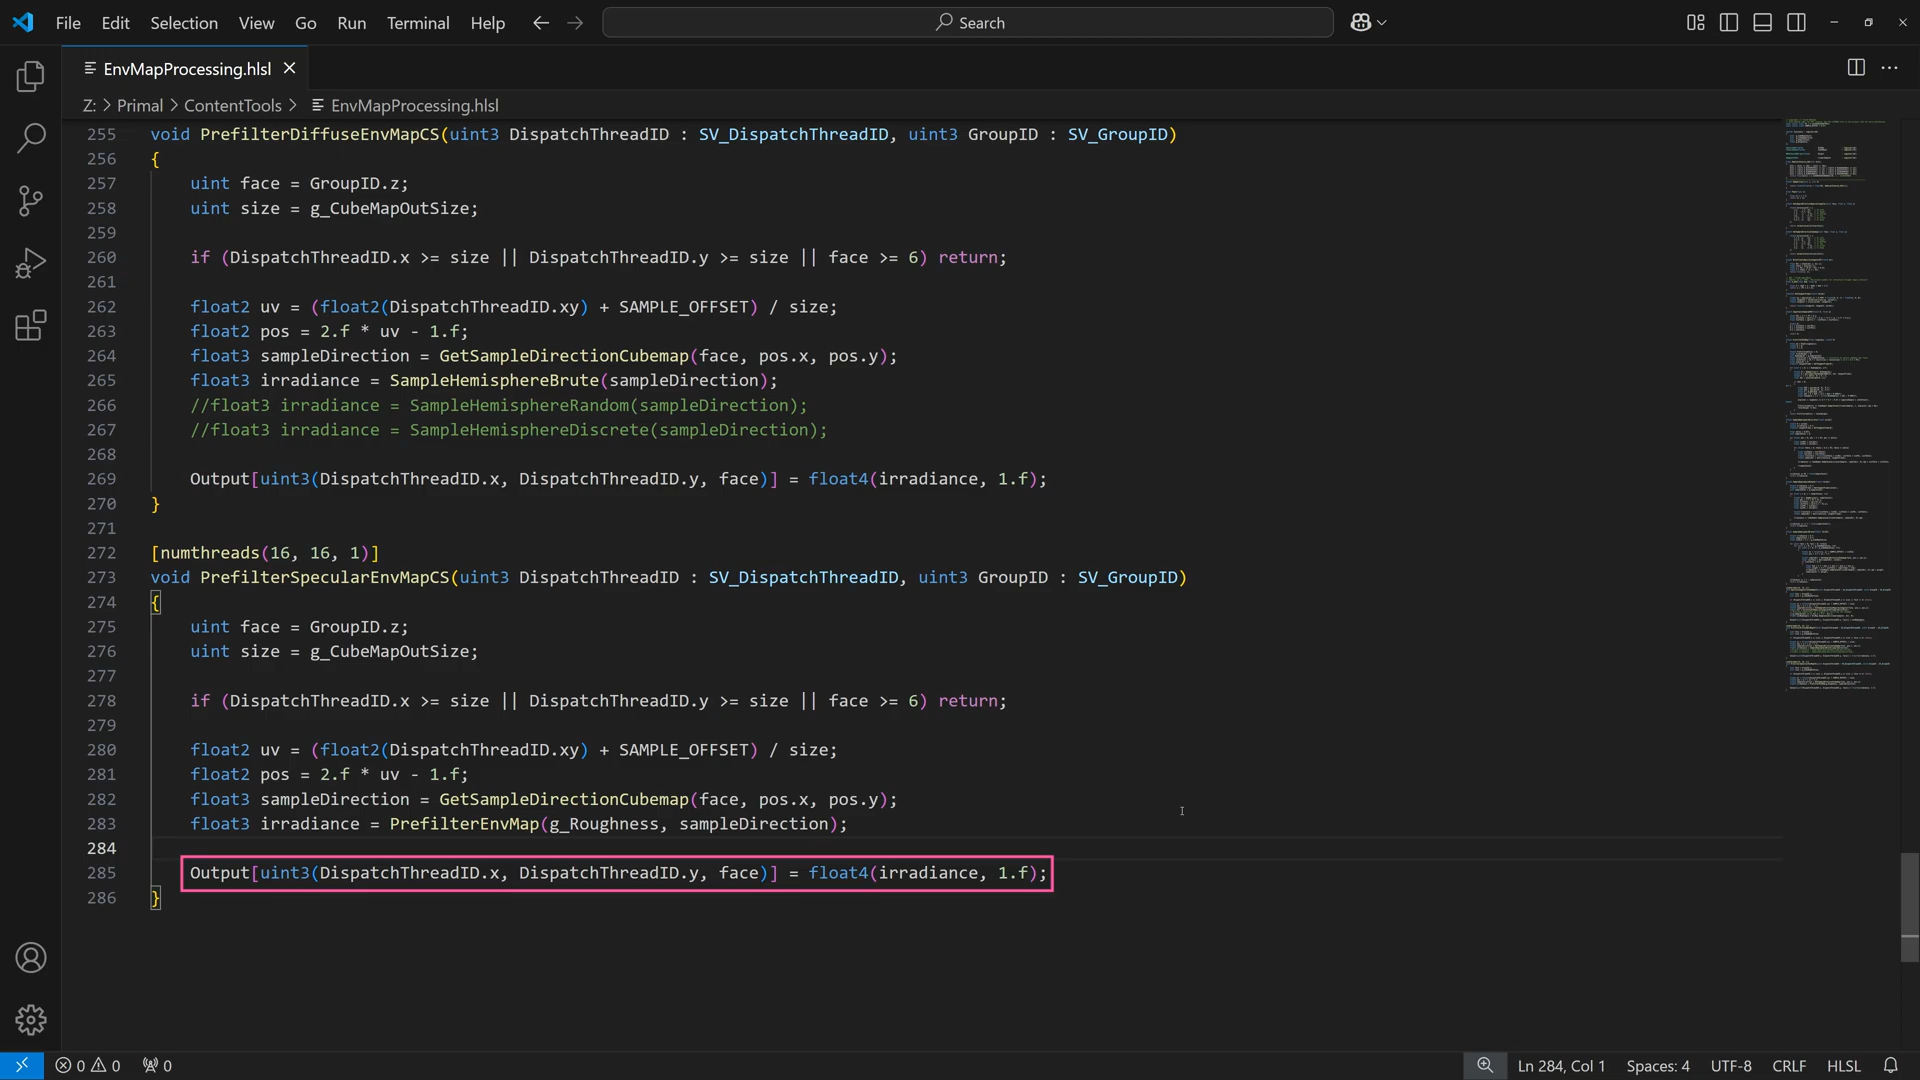 File Edit Selection View Go Run Terminal Help Search
EnvMapProcessing.hlsl
Z: > Primal > ContentTools > EnvMapProcessing.hlsl
255 void PrefilterDiffuseEnvMapCS(uint3 DispatchThreadID : SV_DispatchThreadID, uint3 GroupID : SV_GroupID)
256 {
257 uint face = GroupID.z;
258 uint size = g_CubeMapOutSize;
259
260 if (DispatchThreadID.x >= size || DispatchThreadID.y >= size || face >= 6) return;
261
262 float2 uv = (float2(DispatchThreadID.xy) + SAMPLE_OFFSET) / size;
263 float2 pos = 2.f * uv - 1.f;
264 float3 sampleDirection = GetSampleDirectionCubemap(face, pos.x, pos.y);
265 float3 irradiance = SampleHemisphereBrute(sampleDirection);
266 //float3 irradiance = SampleHemisphereRandom(sampleDirection);
267 //float3 irradiance = SampleHemisphereDiscrete(sampleDirection);
268
269 Output[uint3(DispatchThreadID.x, DispatchThreadID.y, face)] = float4(irradiance, 1.f);
270 }
271
272 [numthreads(16, 16, 1)]
273 void PrefilterSpecularEnvMapCS(uint3 DispatchThreadID : SV_DispatchThreadID, uint3 GroupID : SV_GroupID)
274 {
275 uint face = GroupID.z;
276 uint size = g_CubeMapOutSize;
277
278 if (DispatchThreadID.x >= size || DispatchThreadID.y >= size || face >= 6) return;
279
280 float2 uv = (float2(DispatchThreadID.xy) + SAMPLE_OFFSET) / size;
281 float2 pos = 2.f * uv - 1.f;
282 float3 sampleDirection = GetSampleDirectionCubemap(face, pos.x, pos.y);
283 float3 irradiance = PrefilterEnvMap(g_Roughness, sampleDirection);
284
285 Output[uint3(DispatchThreadID.x, DispatchThreadID.y, face)] = float4(irradiance, 1.f);
286 }
0 0 0 Ln 284, Col 1 Spaces: 4 UTF-8 CRLF HLSL